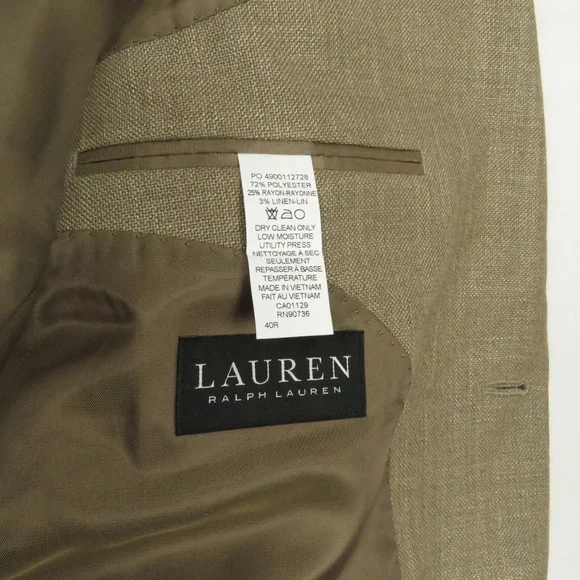 PO 4900112728
72% POLYESTER
25% RAYON-RAYONNE
3% LINEN-LIN
DRY CLEAN ONLY
LOW MOISTURE
UTILITY PRESS
NETTOYAGE A SEC
SEULEMENT
REPASSER À BASSE
TEMPÉRATURE
MADE IN VIETNAM
FAIT AU VIETNAM
CA01129
RN90736
40R
LAUREN
RALPH LAUREN